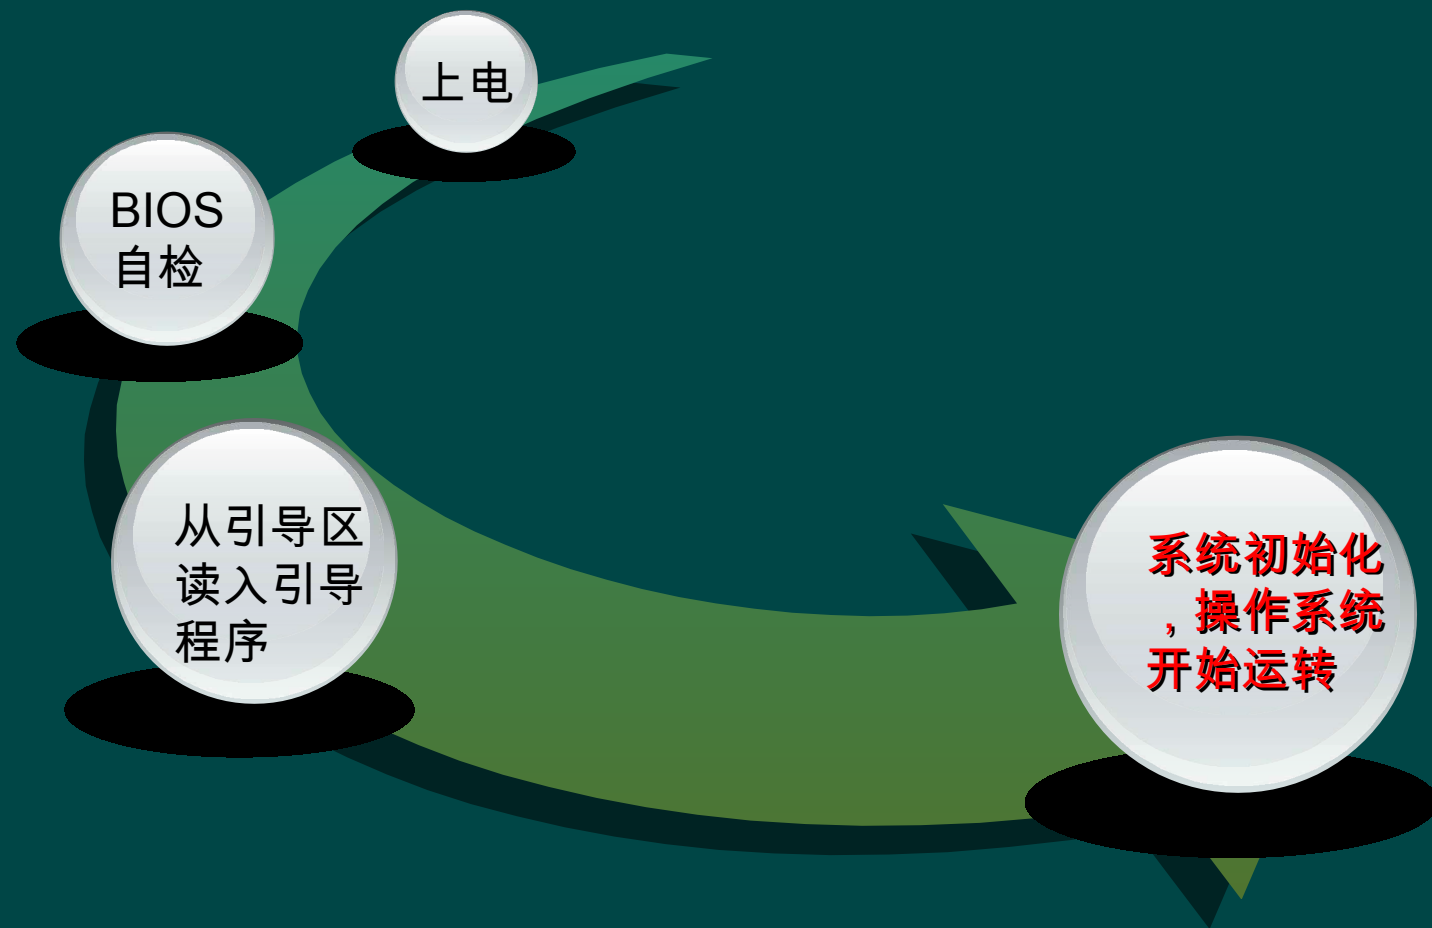 上电
BIOS
自检
从引导区
读入引导
程序
系统初始化
，操作系统
开始运转